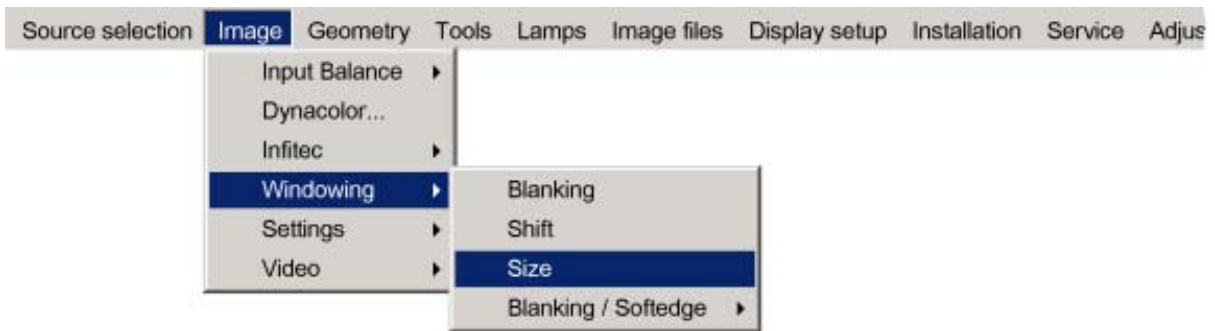 Source selection Image Geometry Tools Lamps Image files Display setup Installation Service Adjus
Input Balance
Dynacolor...
Infitec
Windowing
Settings
Video
Blanking
Shift
Size
Blanking / Softedge